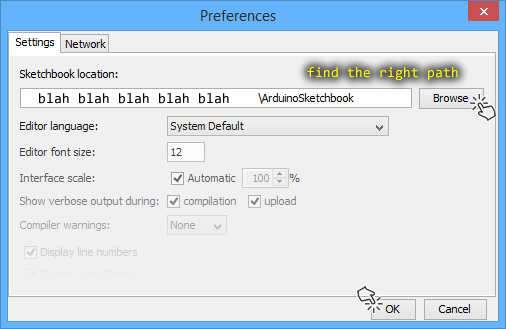 Preferences
Settings
Network
Sketchbook location:
find the right path
blah blah blah blah blah \ArduinoSketchbook
Browse
Editor language:
System Default
Editor font size:
12
Interface scale:
Automatic
100 %
Show verbose output during:
compilation
upload
Compiler warnings:
None
Display line numbers
OK
Cancel